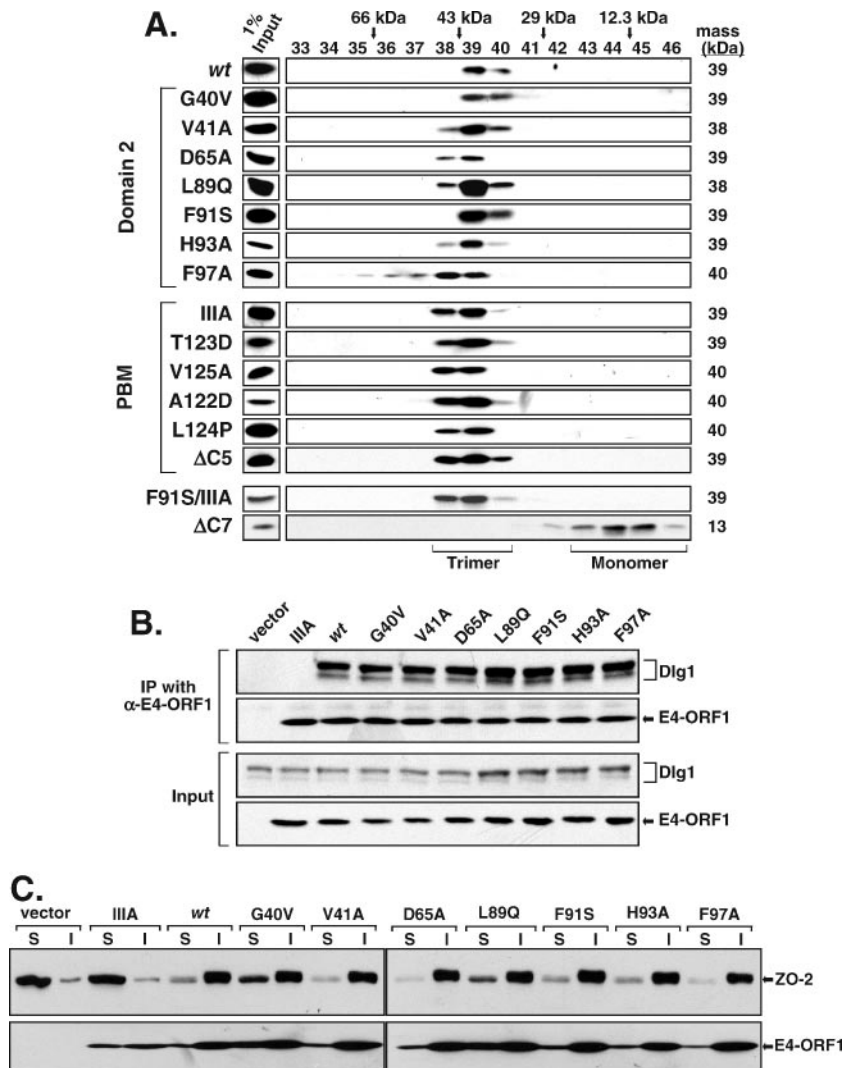 A.
1% Input
66 kDa 43 kDa 29 kDa 12.3 kDa
33 34 35 36 37 38 39 40 41 42 43 44 45 46
mass (kDa)
wt 39
Domain 2
G40V 39
V41A 38
D65A 39
L89Q 38
F91S 39
H93A 39
F97A 40
PBM
IIIA 39
T123D 39
V125A 40
A122D 40
L124P 40
ΔC5 39
F91S/IIIA 39
ΔC7 13
Trimer Monomer
B.
vector IIIA wt G40V V41A D65A L89Q F91S H93A F97A
IP with α-E4-ORF1
Dlg1
E4-ORF1
Input
Dlg1
E4-ORF1
C.
vector IIIA wt G40V V41A D65A L89Q F91S H93A F97A
S I S I S I S I S I S I S I S I S I S I
ZO-2
E4-ORF1